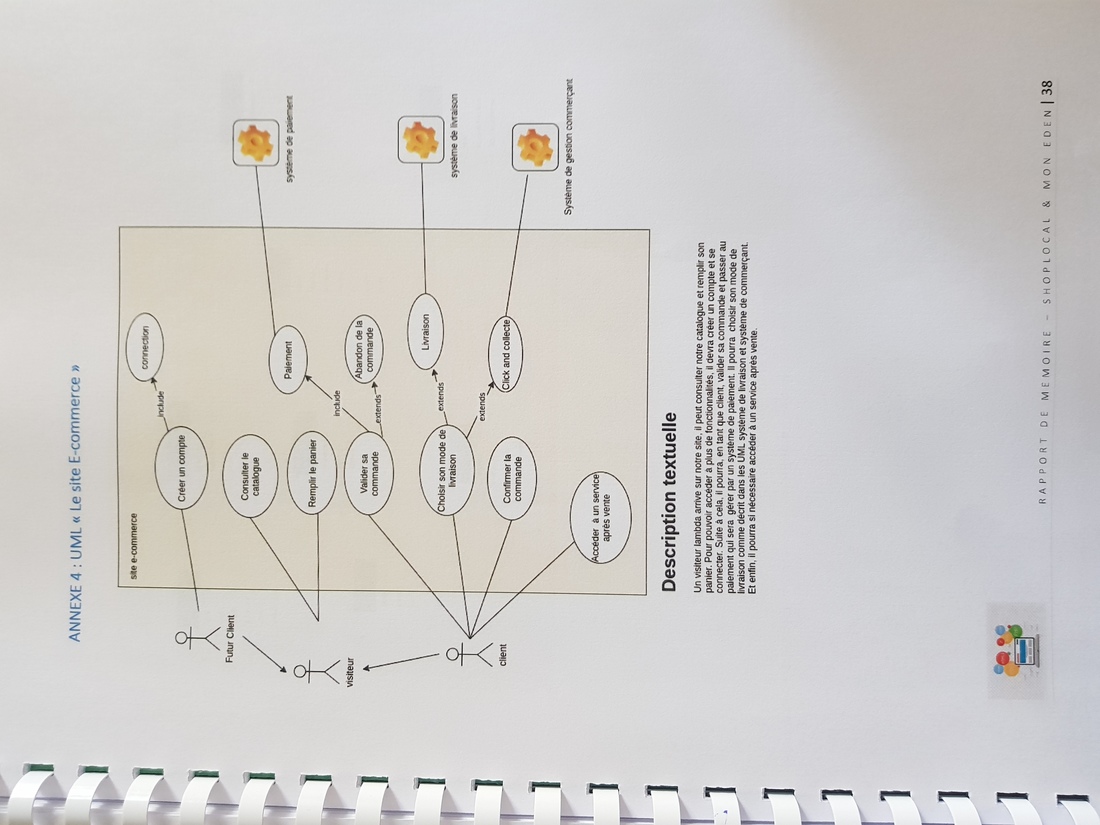 ANNEXE 4 : UML « Le site E-commerce »
site e-commerce
connection
include
Créer un compte
Futur Client
Consulter le
catalogue
Paiement
système de paiement
Remplir le panier
include
visiteur
Valider sa
commande
extends
Abandon de la
commande
Choisir son mode de
livraison
extends
Livraison
système de livraison
extends
client
Confirmer la
commande
Click and collecte
Système de gestion commerçant
Accéder à un service
après vente
Description textuelle
Un visiteur lambda arrive sur notre site, il peut consulter notre catalogue et remplir son
panier. Pour pouvoir accéder à plus de fonctionnalités, il devra créer un compte et se
connecter. Suite à cela, il pourra, en tant que client, valider sa commande et passer au
paiement qui sera gérer par un système de paiement. Il pourra choisir son mode de
livraison comme décrit dans les UML système de livraison et système de commerçant.
Et enfin, il pourra si nécessaire accéder à un service après vente.
RAPPORT DE MEMOIRE – SHOPLOCAL & MON EDEN | 38